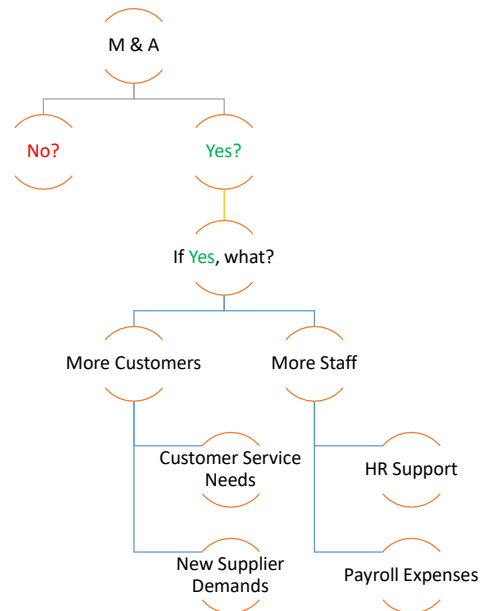 M & A
No?
Yes?
If Yes, what?
More Customers
More Staff
Customer Service
Needs
HR Support
New Supplier
Demands
Payroll Expenses